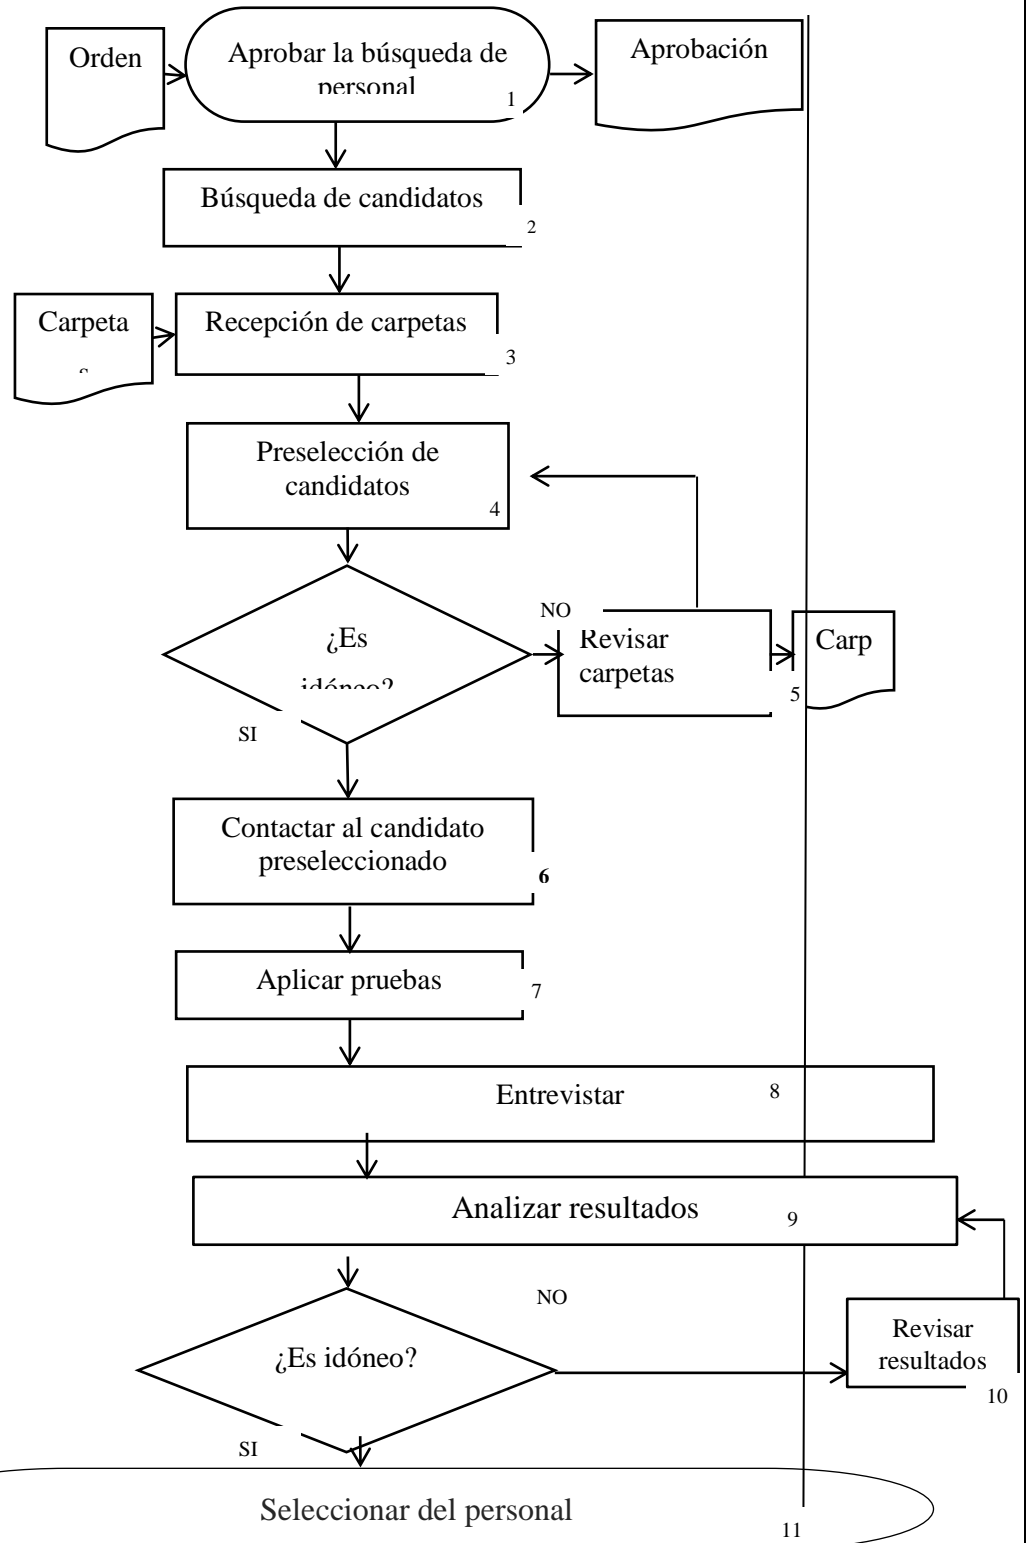 Orden
Aprobar la búsqueda de
personal
1
Aprobación
Búsqueda de candidatos
2
Carpeta
s
Recepción de carpetas
3
Preselección de
candidatos
4
¿Es
idóneo?
NO
Revisar
carpetas
5
Carp
SI
Contactar al candidato
preseleccionado
6
Aplicar pruebas
7
Entrevistar
8
Analizar resultados
9
¿Es idóneo?
NO
Revisar
resultados
10
SI
Seleccionar del personal
11